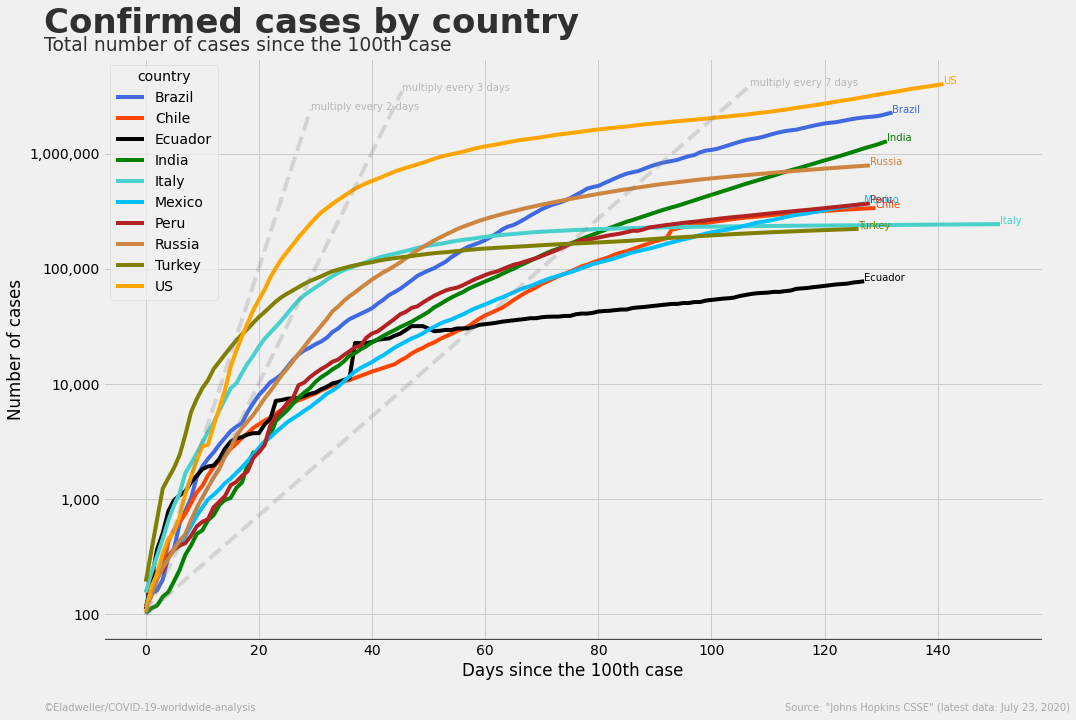 Confirmed cases by country
Total number of cases since the 100th case
country
Brazil
Chile
Ecuador
India
Italy
Mexico
Peru
Russia
Turkey
US
multiply every 2 days
multiply every 3 days
multiply every 7 days
US
Brazil
India
Russia
Mexico
Peru
Chile
Italy
Turkey
Ecuador
Number of cases
1,000,000
100,000
10,000
1,000
100
0 20 40 60 80 100 120 140
Days since the 100th case
©Eladweller/COVID-19-worldwide-analysis
Source: "Johns Hopkins CSSE" (latest data: July 23, 2020)